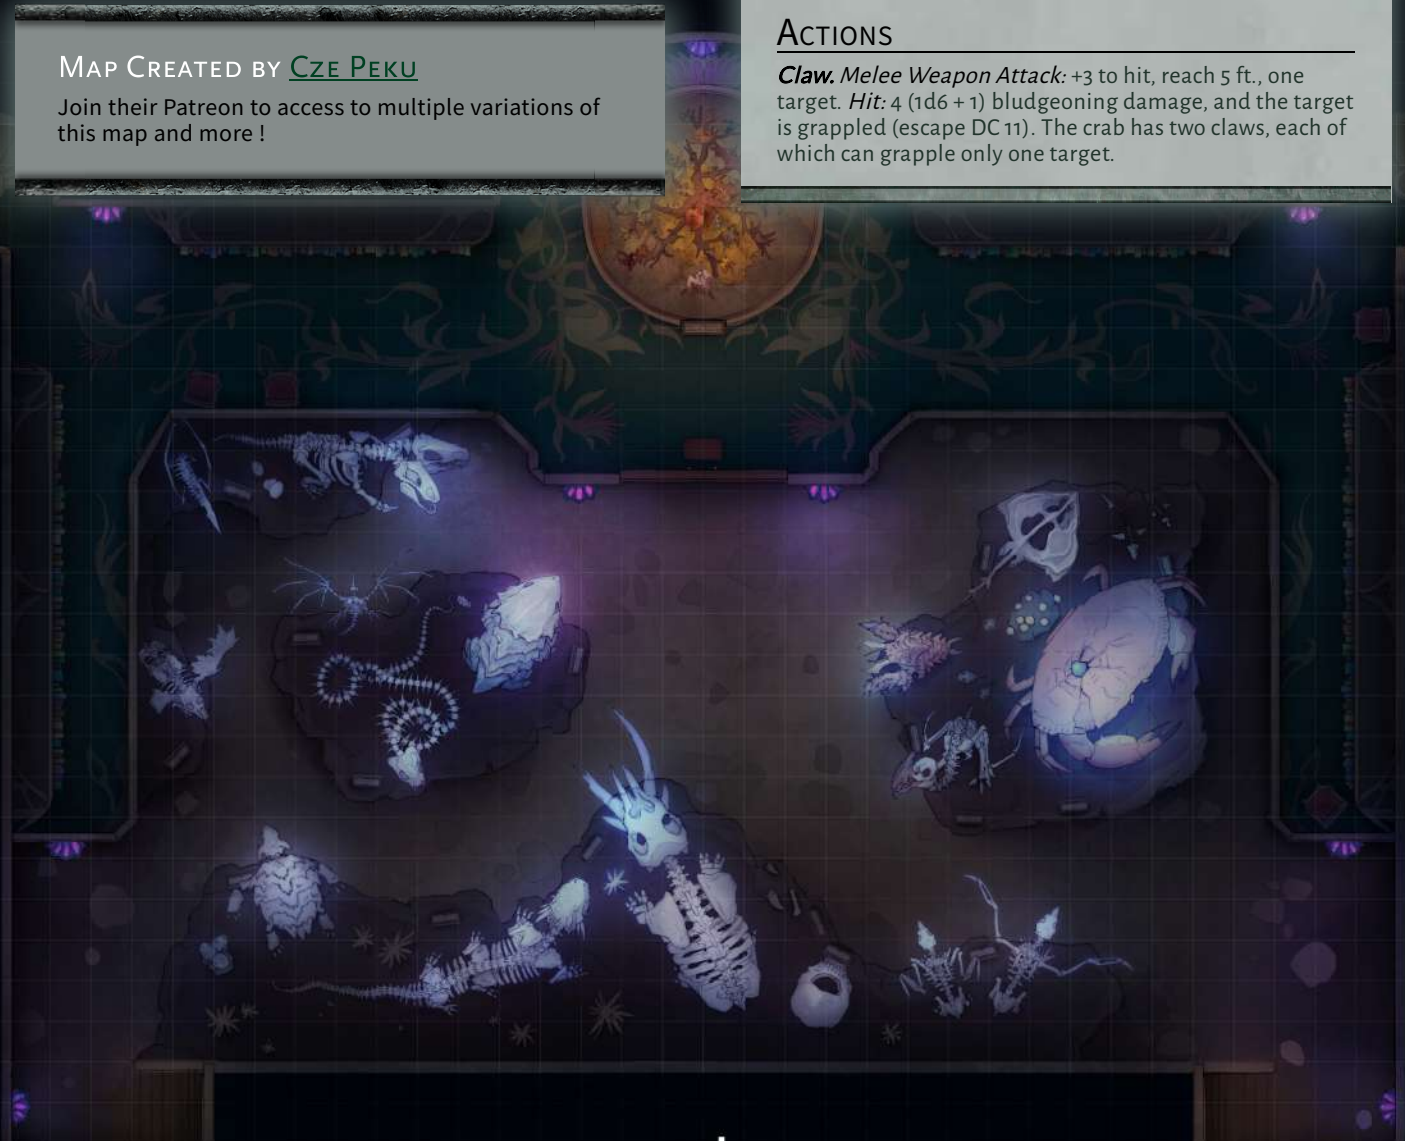 Map Created by Cze Peku
Join their Patreon to access to multiple variations of
this map and more !
Actions
Claw. Melee Weapon Attack: +3 to hit, reach 5 ft., one
target. Hit: 4 (1d6 + 1) bludgeoning damage, and the target
is grappled (escape DC 11). The crab has two claws, each of
which can grapple only one target.